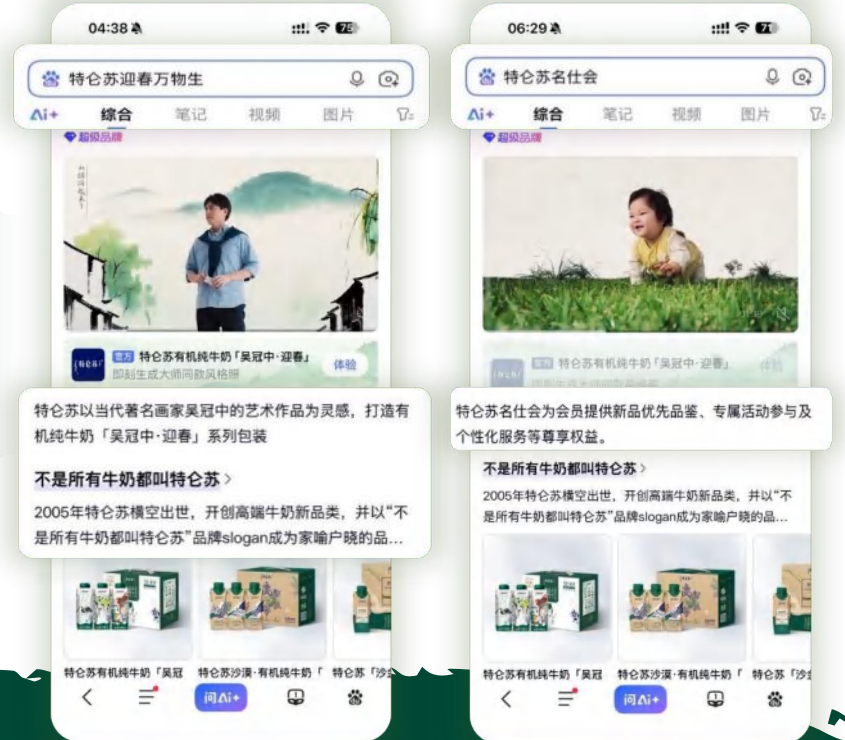 04:38
75
特仑苏迎春万物生
Ai+ 综合 笔记 视频 图片
超级品牌
特仑苏
官方 特仑苏有机纯牛奶「吴冠中·迎春」
即刻生成大师同款风格照
体验
特仑苏以当代著名画家吴冠中的艺术作品为灵感，打造有
机纯牛奶「吴冠中·迎春」系列包装
不是所有牛奶都叫特仑苏
2005年特仑苏横空出世，开创高端牛奶新品类，并以“不
是所有牛奶都叫特仑苏”品牌slogan成为家喻户晓的品...
特仑苏有机纯牛奶「吴冠
特仑苏沙漠·有机纯牛奶「
特仑苏「沙金
问Ai+
1
06:29
特仑苏名仕会
Ai+ 综合 笔记 视频 图片
超级品牌
官方 特仑苏有机纯牛奶「吴冠中·迎春」
体验
特仑苏名仕会为会员提供新品优先品鉴、专属活动参与及
个性化服务等尊享权益。
不是所有牛奶都叫特仑苏
2005年特仑苏横空出世，开创高端牛奶新品类，并以“不
是所有牛奶都叫特仑苏”品牌slogan成为家喻户晓的品...
特仑苏有机纯牛奶「吴冠
特仑苏沙漠·有机纯牛奶「
特仑苏「沙金
问Ai+
1